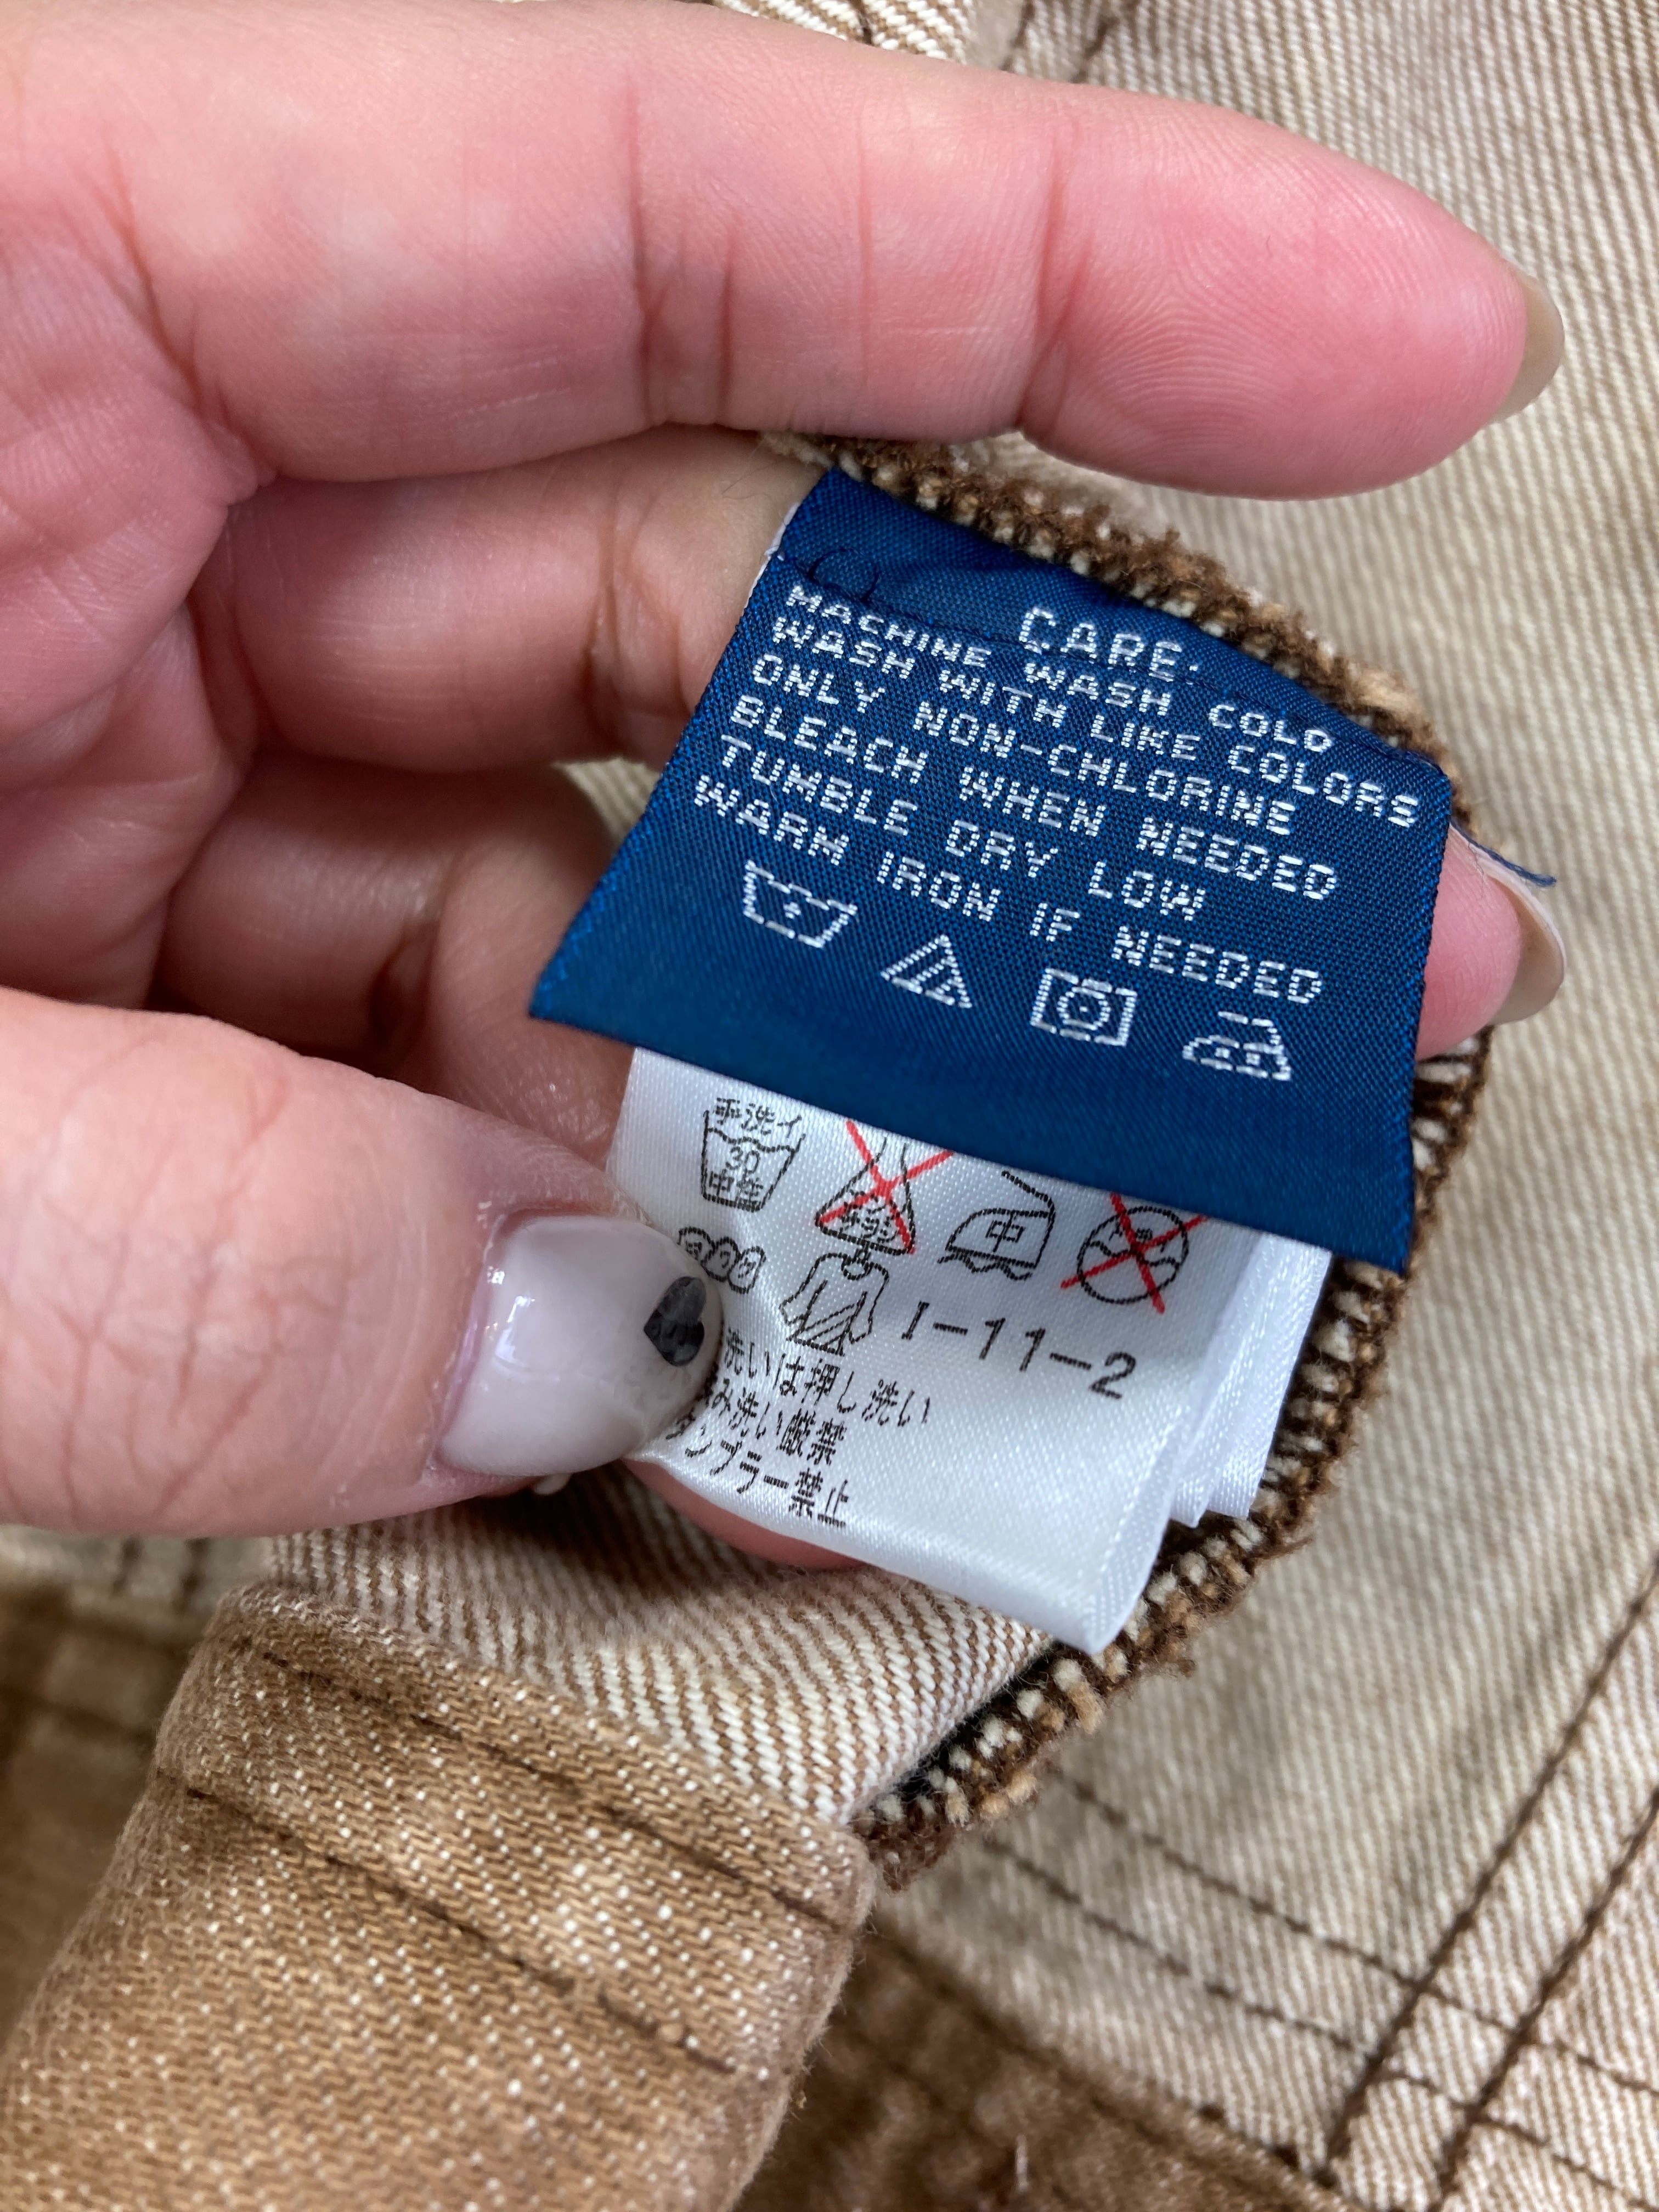 CARE.
MACHINE WASH COLD
WASH WITH LIKE COLORS
ONLY NON-CHLORINE
BLEACH WHEN NEEDED
TUMBLE DRY LOW
WARM IRON IF NEEDED
手洗イ
30
中性
中
I-11-2
洗いは押し洗い
み洗い厳禁
タンブラー禁止